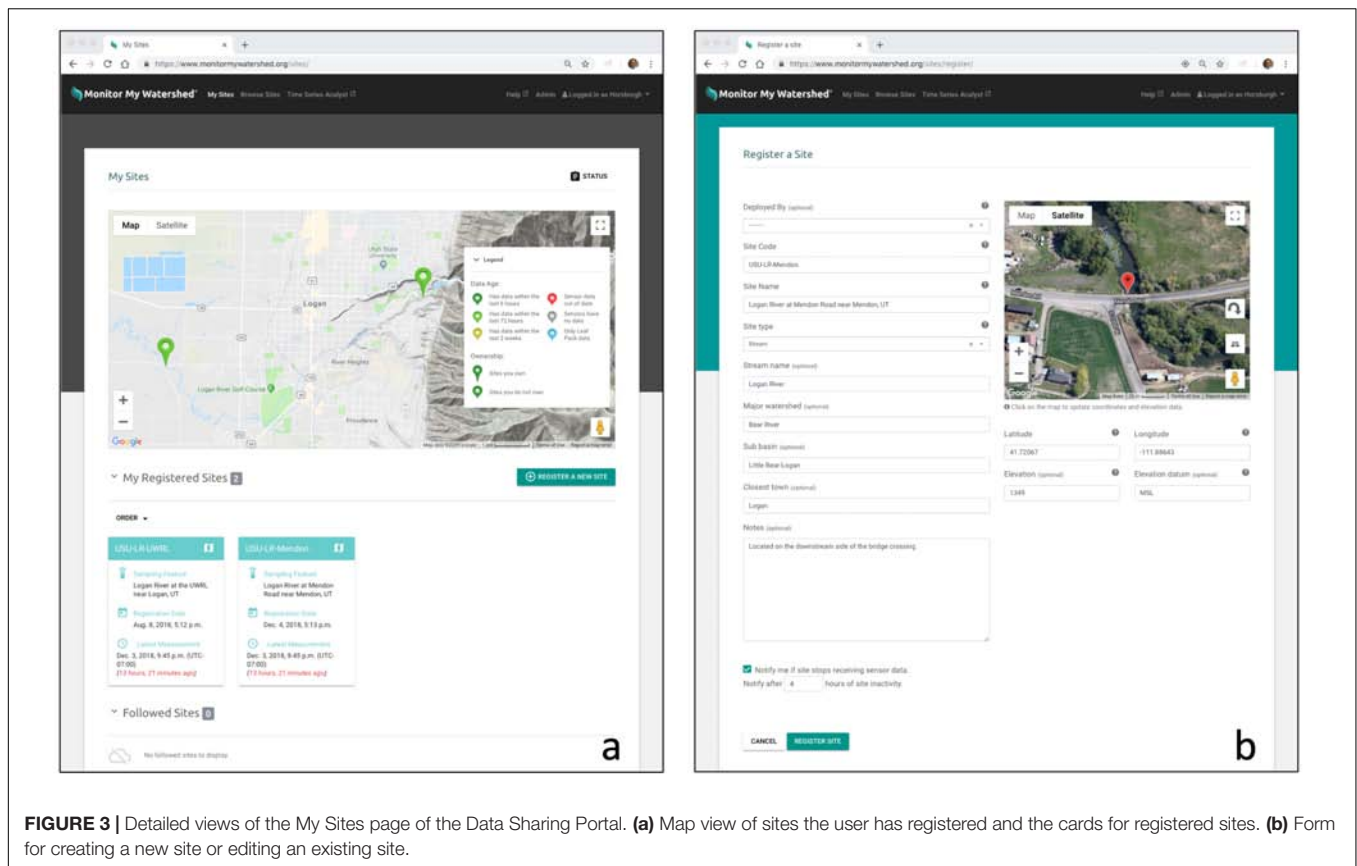 My Sites
https://www.monitormywatershed.org/sites/
Monitor My Watershed
My Sites Browse Sites Time Series Analyst
Help Admin Logged in as Horsburgh
My Sites
STATUS
Map Satellite
Utah State University
Logan
River Heights
Logan River Golf Course
Providence
Google
Legend
Data Age:
Has data within the last 6 hours
Has data within the last 72 hours
Has data within the last 2 weeks
Sensor data out of date
Sensors have no data
Only Leaf Pack data
Ownership:
Sites you own
Sites you do not own
My Registered Sites 2
REGISTER A NEW SITE
ORDER
USU-LR-UWRL
Sampling Feature
Logan River at the UWRL
near Logan, UT
Registration Date
Aug. 8, 2018, 5:12 p.m.
Latest Measurement
Dec. 3, 2018, 9:45 p.m. (UTC-
07:00)
(13 hours, 21 minutes ago)
USU-LR-Mendon
Sampling Feature
Logan River at Mendon
Road near Mendon, UT
Registration Date
Dec. 4, 2018, 5:13 p.m.
Latest Measurement
Dec. 3, 2018, 9:45 p.m. (UTC-
07:00)
(13 hours, 21 minutes ago)
Followed Sites 0
No followed sites to display
a
Register a site
https://www.monitormywatershed.org/sites/register/
Monitor My Watershed
My Sites Browse Sites Time Series Analyst
Help Admin Logged in as Horsburgh
Register a Site
Deployed By (optional)
Site Code
USU-LR-Mendon
Site Name
Logan River at Mendon Road near Mendon, UT
Site type
Stream
Stream name (optional)
Logan River
Major watershed (optional)
Bear River
Sub basin (optional)
Little Bear-Logan
Closest town (optional)
Logan
Notes (optional)
Located on the downstream side of the bridge crossing
Notify me if site stops receiving sensor data.
Notify after 4 hours of site inactivity
CANCEL REGISTER SITE
Map Satellite
Google
Click on the map to update coordinates and elevation data
Latitude Longitude
41.72067 -111.88643
Elevation (optional) Elevation datum (optional)
1349 MSL
b
FIGURE 3 | Detailed views of the My Sites page of the Data Sharing Portal. (a) Map view of sites the user has registered and the cards for registered sites. (b) Form
for creating a new site or editing an existing site.